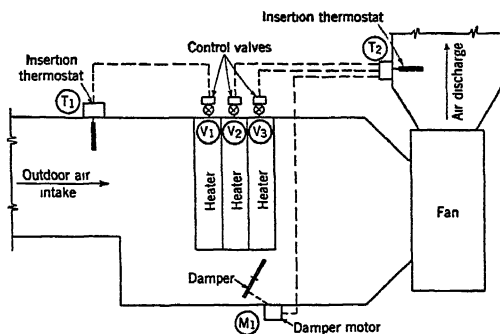 Insertion thermostat
T2
Control valves
Insertion
thermostat
T1
Air discharge
V1
V2
V3
Outdoor air
intake
Heater
Heater
Heater
Fan
Damper
M1
Damper motor